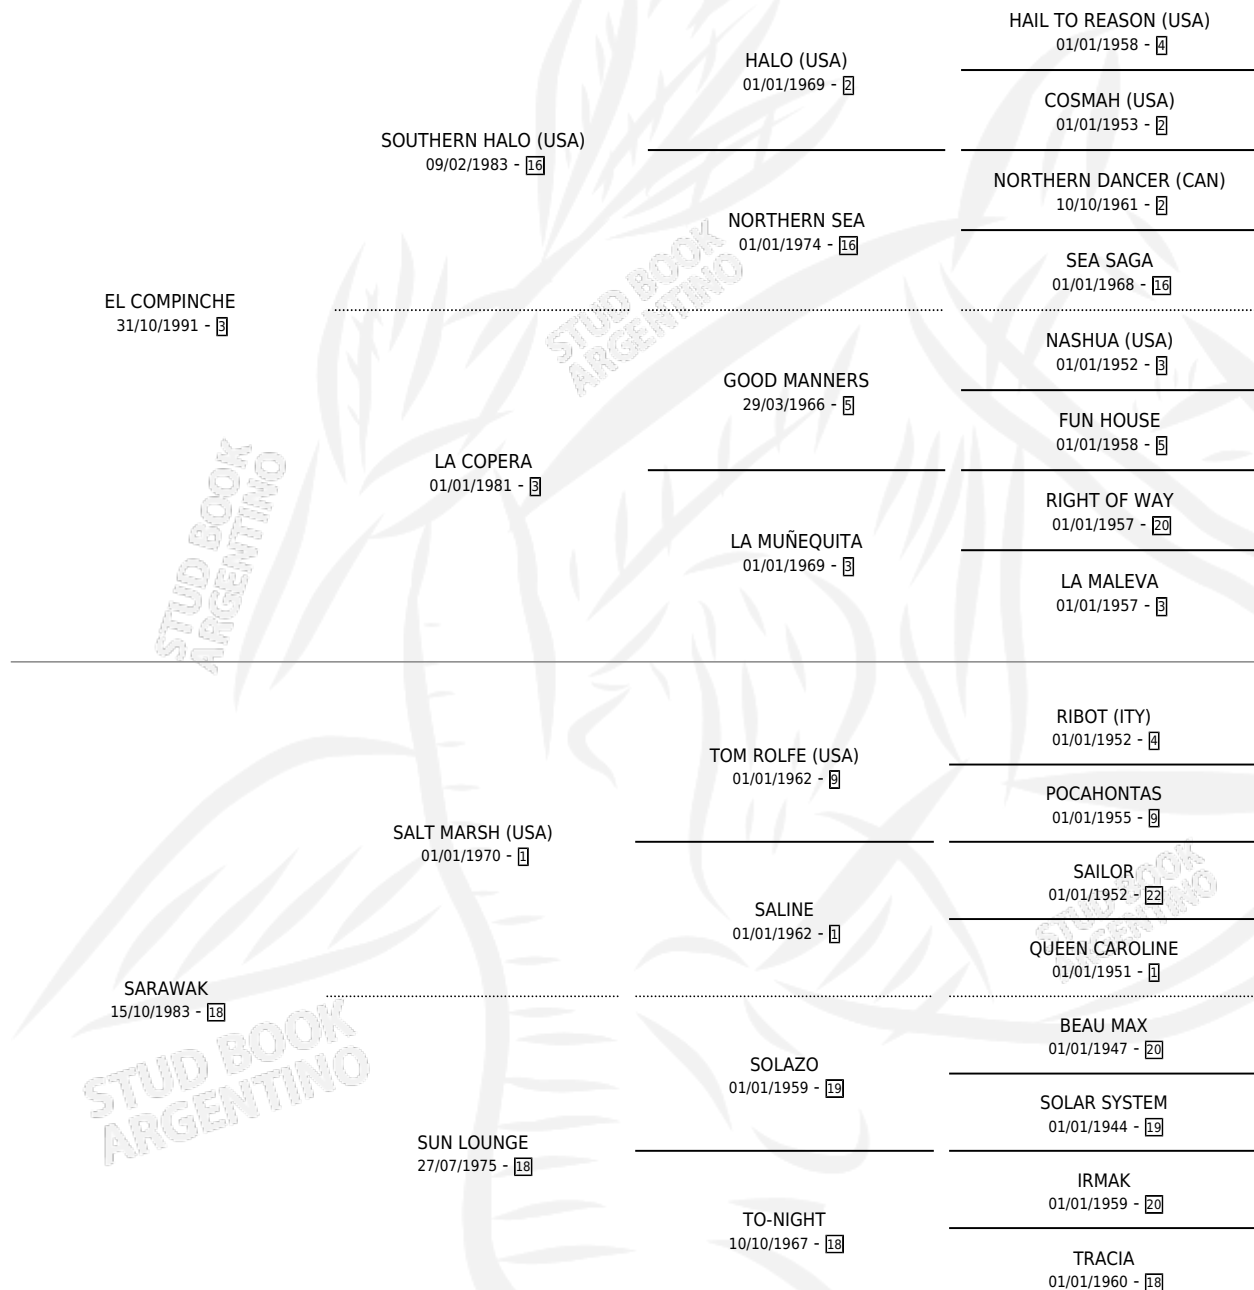 HAIL TO REASON (USA)
01/01/1958 - 4
HALO (USA)
01/01/1969 - 2
COSMAH (USA)
01/01/1953 - 2
SOUTHERN HALO (USA)
09/02/1983 - 16
NORTHERN DANCER (CAN)
10/10/1961 - 2
NORTHERN SEA
01/01/1974 - 16
SEA SAGA
01/01/1968 - 16
EL COMPINCHE
31/10/1991 - 3
STUD BOOK
ARGENTINO
NASHUA (USA)
01/01/1952 - 3
GOOD MANNERS
29/03/1966 - 5
FUN HOUSE
01/01/1958 - 5
LA COPERA
01/01/1981 - 3
RIGHT OF WAY
01/01/1957 - 20
LA MUÑEQUITA
01/01/1969 - 3
LA MALEVA
01/01/1957 - 3
STUD BOOK
ARGENTINO
RIBOT (ITY)
01/01/1952 - 4
TOM ROLFE (USA)
01/01/1962 - 9
POCAHONTAS
01/01/1955 - 9
SALT MARSH (USA)
01/01/1970 - 1
SAILOR
01/01/1952 - 22
SALINE
01/01/1962 - 1
QUEEN CAROLINE
01/01/1951 - 1
STUD BOOK
ARGENTINO
SARAWAK
15/10/1983 - 18
BEAU MAX
01/01/1947 - 20
SOLAZO
01/01/1959 - 19
SOLAR SYSTEM
01/01/1944 - 19
STUD BOOK
ARGENTINO
SUN LOUNGE
27/07/1975 - 18
IRMAK
01/01/1959 - 20
TO-NIGHT
10/10/1967 - 18
TRACIA
01/01/1960 - 18